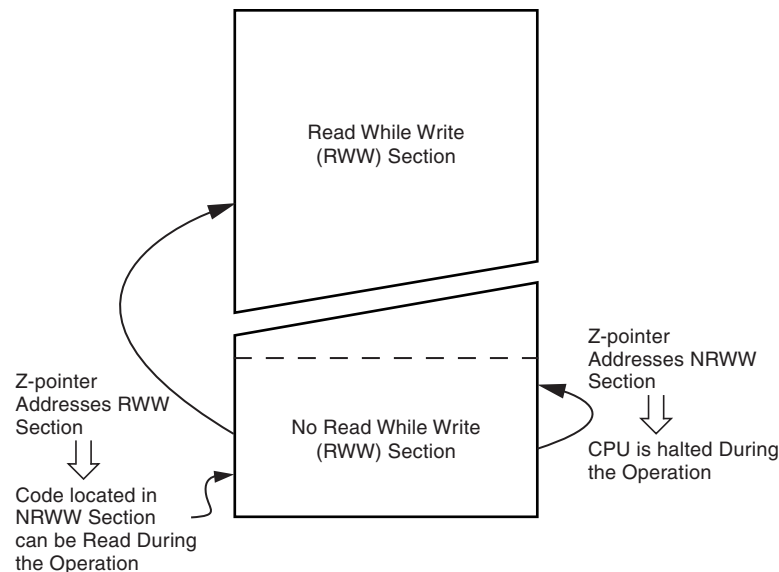 Read While Write
(RWW) Section
Z-pointer
Addresses RWW
Section
Code located in
NRWW Section
can be Read During
the Operation
No Read While Write
(RWW) Section
Z-pointer
Addresses NRWW
Section
CPU is halted During
the Operation